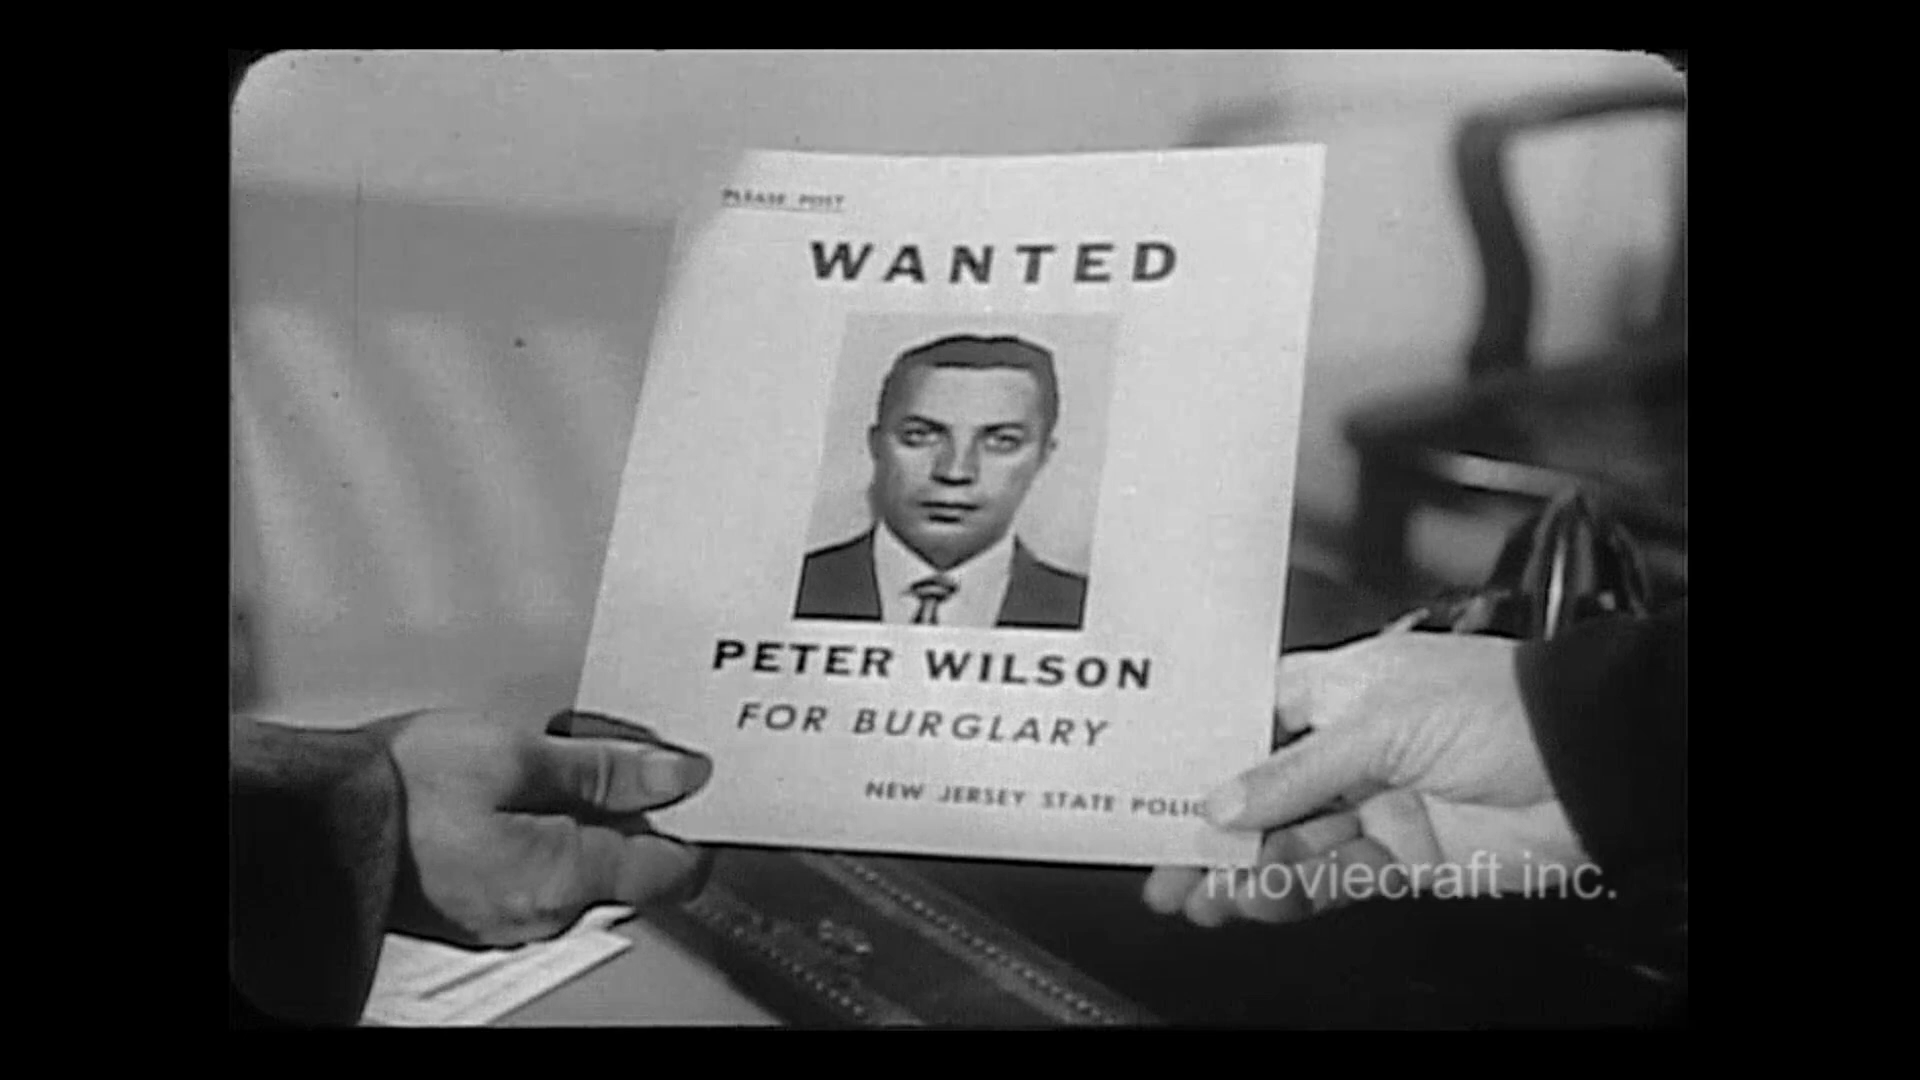 PLEASE POST
WANTED
PETER WILSON
FOR BURGLARY
NEW JERSEY STATE POLIC
moviecraft inc.